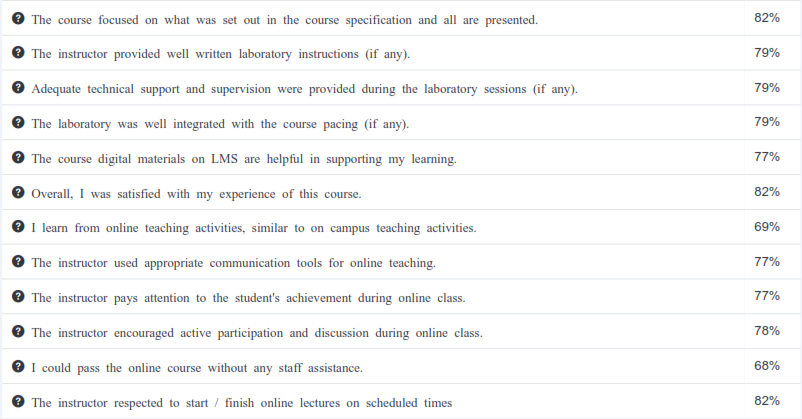 The course focused on what was set out in the course specification and all are presented. 82%
The instructor provided well written laboratory instructions (if any). 79%
Adequate technical support and supervision were provided during the laboratory sessions (if any). 79%
The laboratory was well integrated with the course pacing (if any). 79%
The course digital materials on LMS are helpful in supporting my learning. 77%
Overall, I was satisfied with my experience of this course. 82%
I learn from online teaching activities, similar to on campus teaching activities. 69%
The instructor used appropriate communication tools for online teaching. 77%
The instructor pays attention to the student's achievement during online class. 77%
The instructor encouraged active participation and discussion during online class. 78%
I could pass the online course without any staff assistance. 68%
The instructor respected to start / finish online lectures on scheduled times 82%